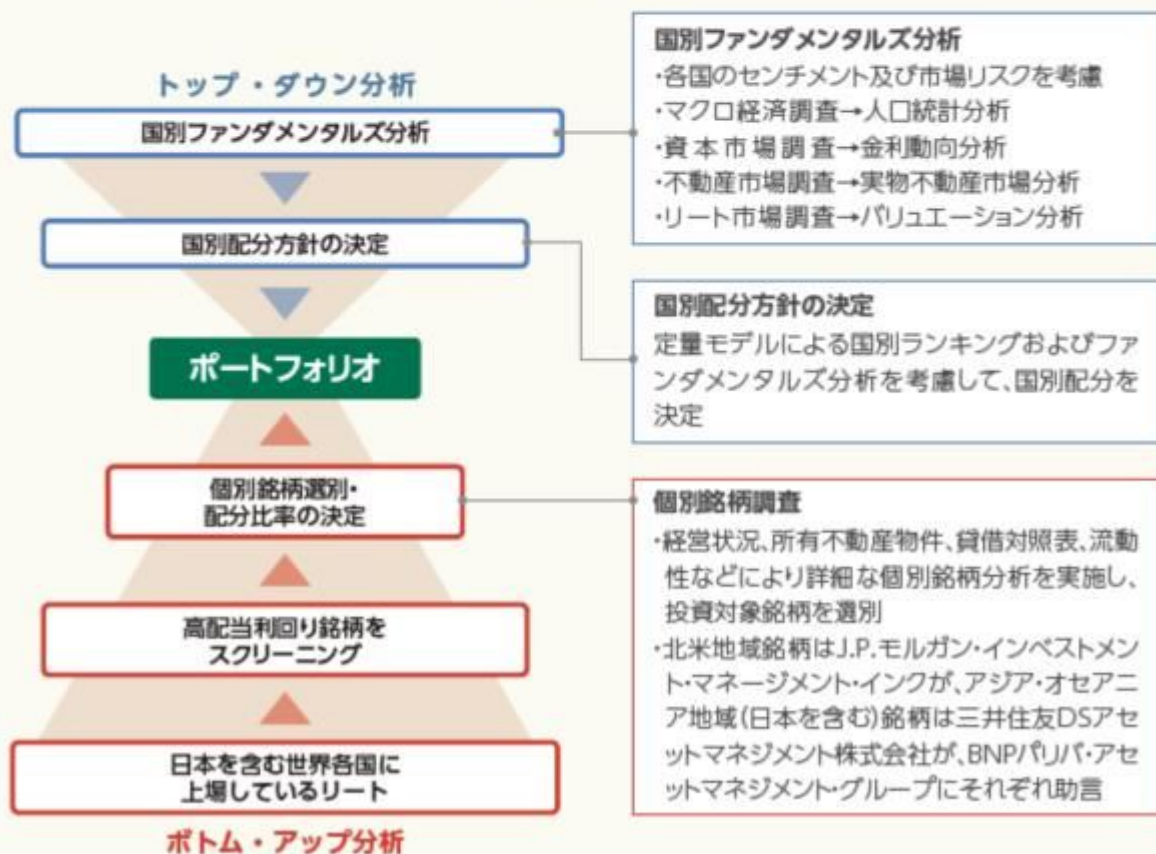 トップ・ダウン分析
国別ファンダメンタルズ分析
国別配分方針の決定
ポートフォリオ
個別銘柄選別・
配分比率の決定
高配当利回り銘柄を
スクリーニング
日本を含む世界各国に
上場しているリート
ボトム・アップ分析
国別ファンダメンタルズ分析
・各国のセンチメント及び市場リスクを考慮
・マクロ経済調査→人口統計分析
・資本市場調査→金利動向分析
・不動産市場調査→実物不動産市場分析
・リート市場調査→バリュエーション分析
国別配分方針の決定
定量モデルによる国別ランキングおよびファ
ンダメンタルズ分析を考慮して、国別配分を
決定
個別銘柄調査
・経営状況、所有不動産物件、貸借対照表、流動
性などにより詳細な個別銘柄分析を実施し、
投資対象銘柄を選別
・北米地域銘柄はJ.P.モルガン・インベストメン
ト・マネージメント・インクが、アジア・オセアニ
ア地域(日本を含む)銘柄は三井住友DSアセ
ットマネジメント株式会社が、BNPパリバ・アセ
ットマネジメント・グループにそれぞれ助言